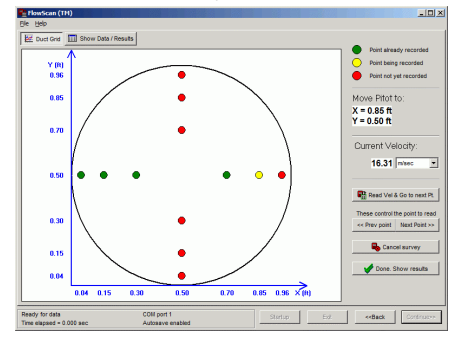 FlowScan (TM)
File Help
Duct Grid Show Data / Results
Y (ft)
0.96
0.85
0.70
0.50
0.30
0.15
0.04
0.04 0.15 0.30 0.50 0.70 0.85 0.96 X (ft)
Point already recorded
Point being recorded
Point not yet recorded
Move Pitot to:
X = 0.85 ft
Y = 0.50 ft
Current Velocity:
16.31 m/sec
Read Vel & Go to next Pt.
These control the point to read
<< Prev point Next Point >>
Cancel survey
Done. Show results
Ready for data COM port 1
Time elapsed = 0.000 sec Autosave enabled
Startup Exit <<Back Continue>>